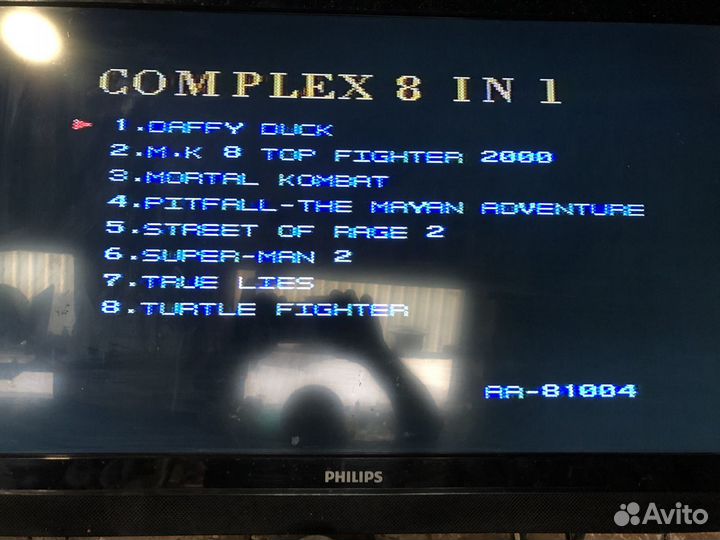 COMPLEX 8 IN 1
1.DAFFY DUCK
2.M.K 8 TOP FIGHTER 2000
3.MORTAL KOMBAT
4.PITFALL-THE MAYAN ADVENTURE
5.STREET OF RAGE 2
6.SUPER-MAN 2
7.TRUE LIES
8.TURTLE FIGHTER
AA-81004
PHILIPS
Avito